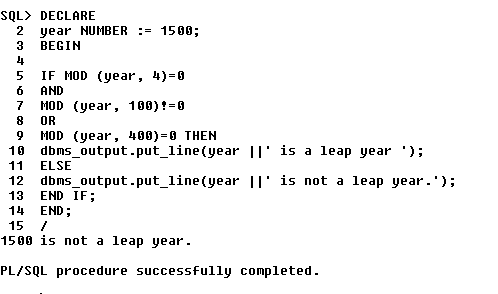 SQL> DECLARE
2 year NUMBER := 1500;
3 BEGIN
4
5 IF MOD (year, 4)=0
6 AND
7 MOD (year, 100)!=0
8 OR
9 MOD (year, 400)=0 THEN
10 dbms_output.put_line(year ||' is a leap year ');
11 ELSE
12 dbms_output.put_line(year ||' is not a leap year.');
13 END IF;
14 END;
15 /
1500 is not a leap year.
PL/SQL procedure successfully completed.